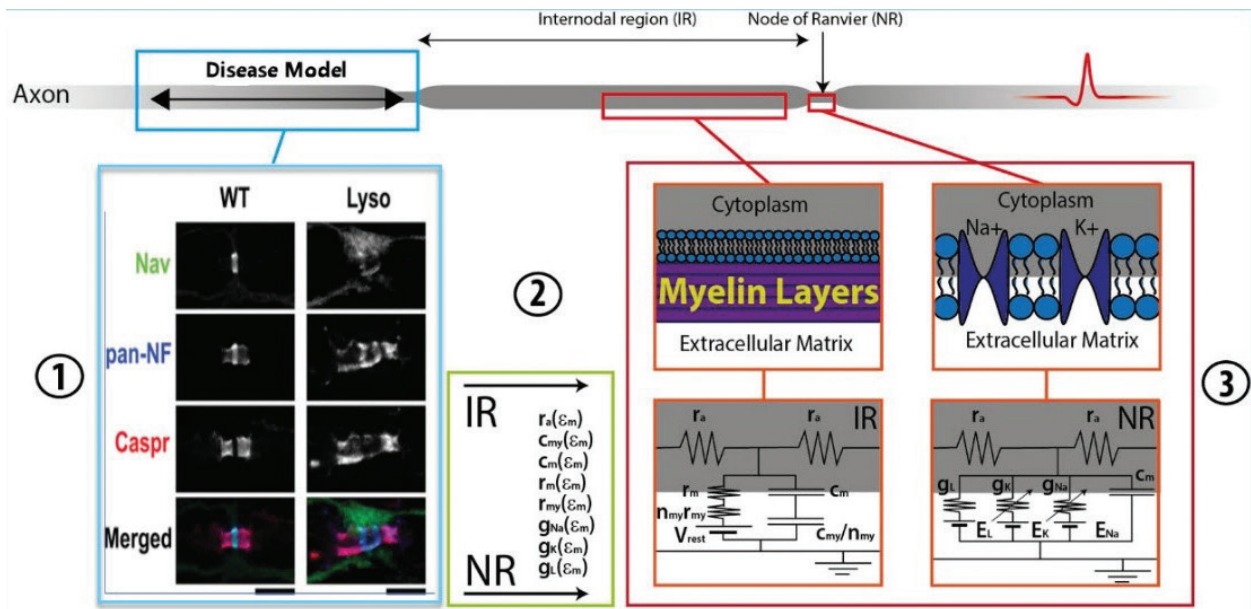 Internodal region (IR)
Node of Ranvier (NR)
Disease Model
Axon
WT
Lyso
Nav
pan-NF
Caspr
Merged
1
2
IR
rₐ(εₘ)
cₘᵧ(εₘ)
cₘ(εₘ)
rₘ(εₘ)
rₘᵧ(εₘ)
gNa(εₘ)
gK(εₘ)
gL(εₘ)
NR
Cytoplasm
Myelin Layers
Extracellular Matrix
Cytoplasm
Na+
K+
Extracellular Matrix
3
rₐ
rₐ
IR
rₘ
cₘ
nmyrmy
Vrest
cmy/nmy
rₐ
rₐ
NR
gL
gK
gNa
cₘ
EL
EK
ENa